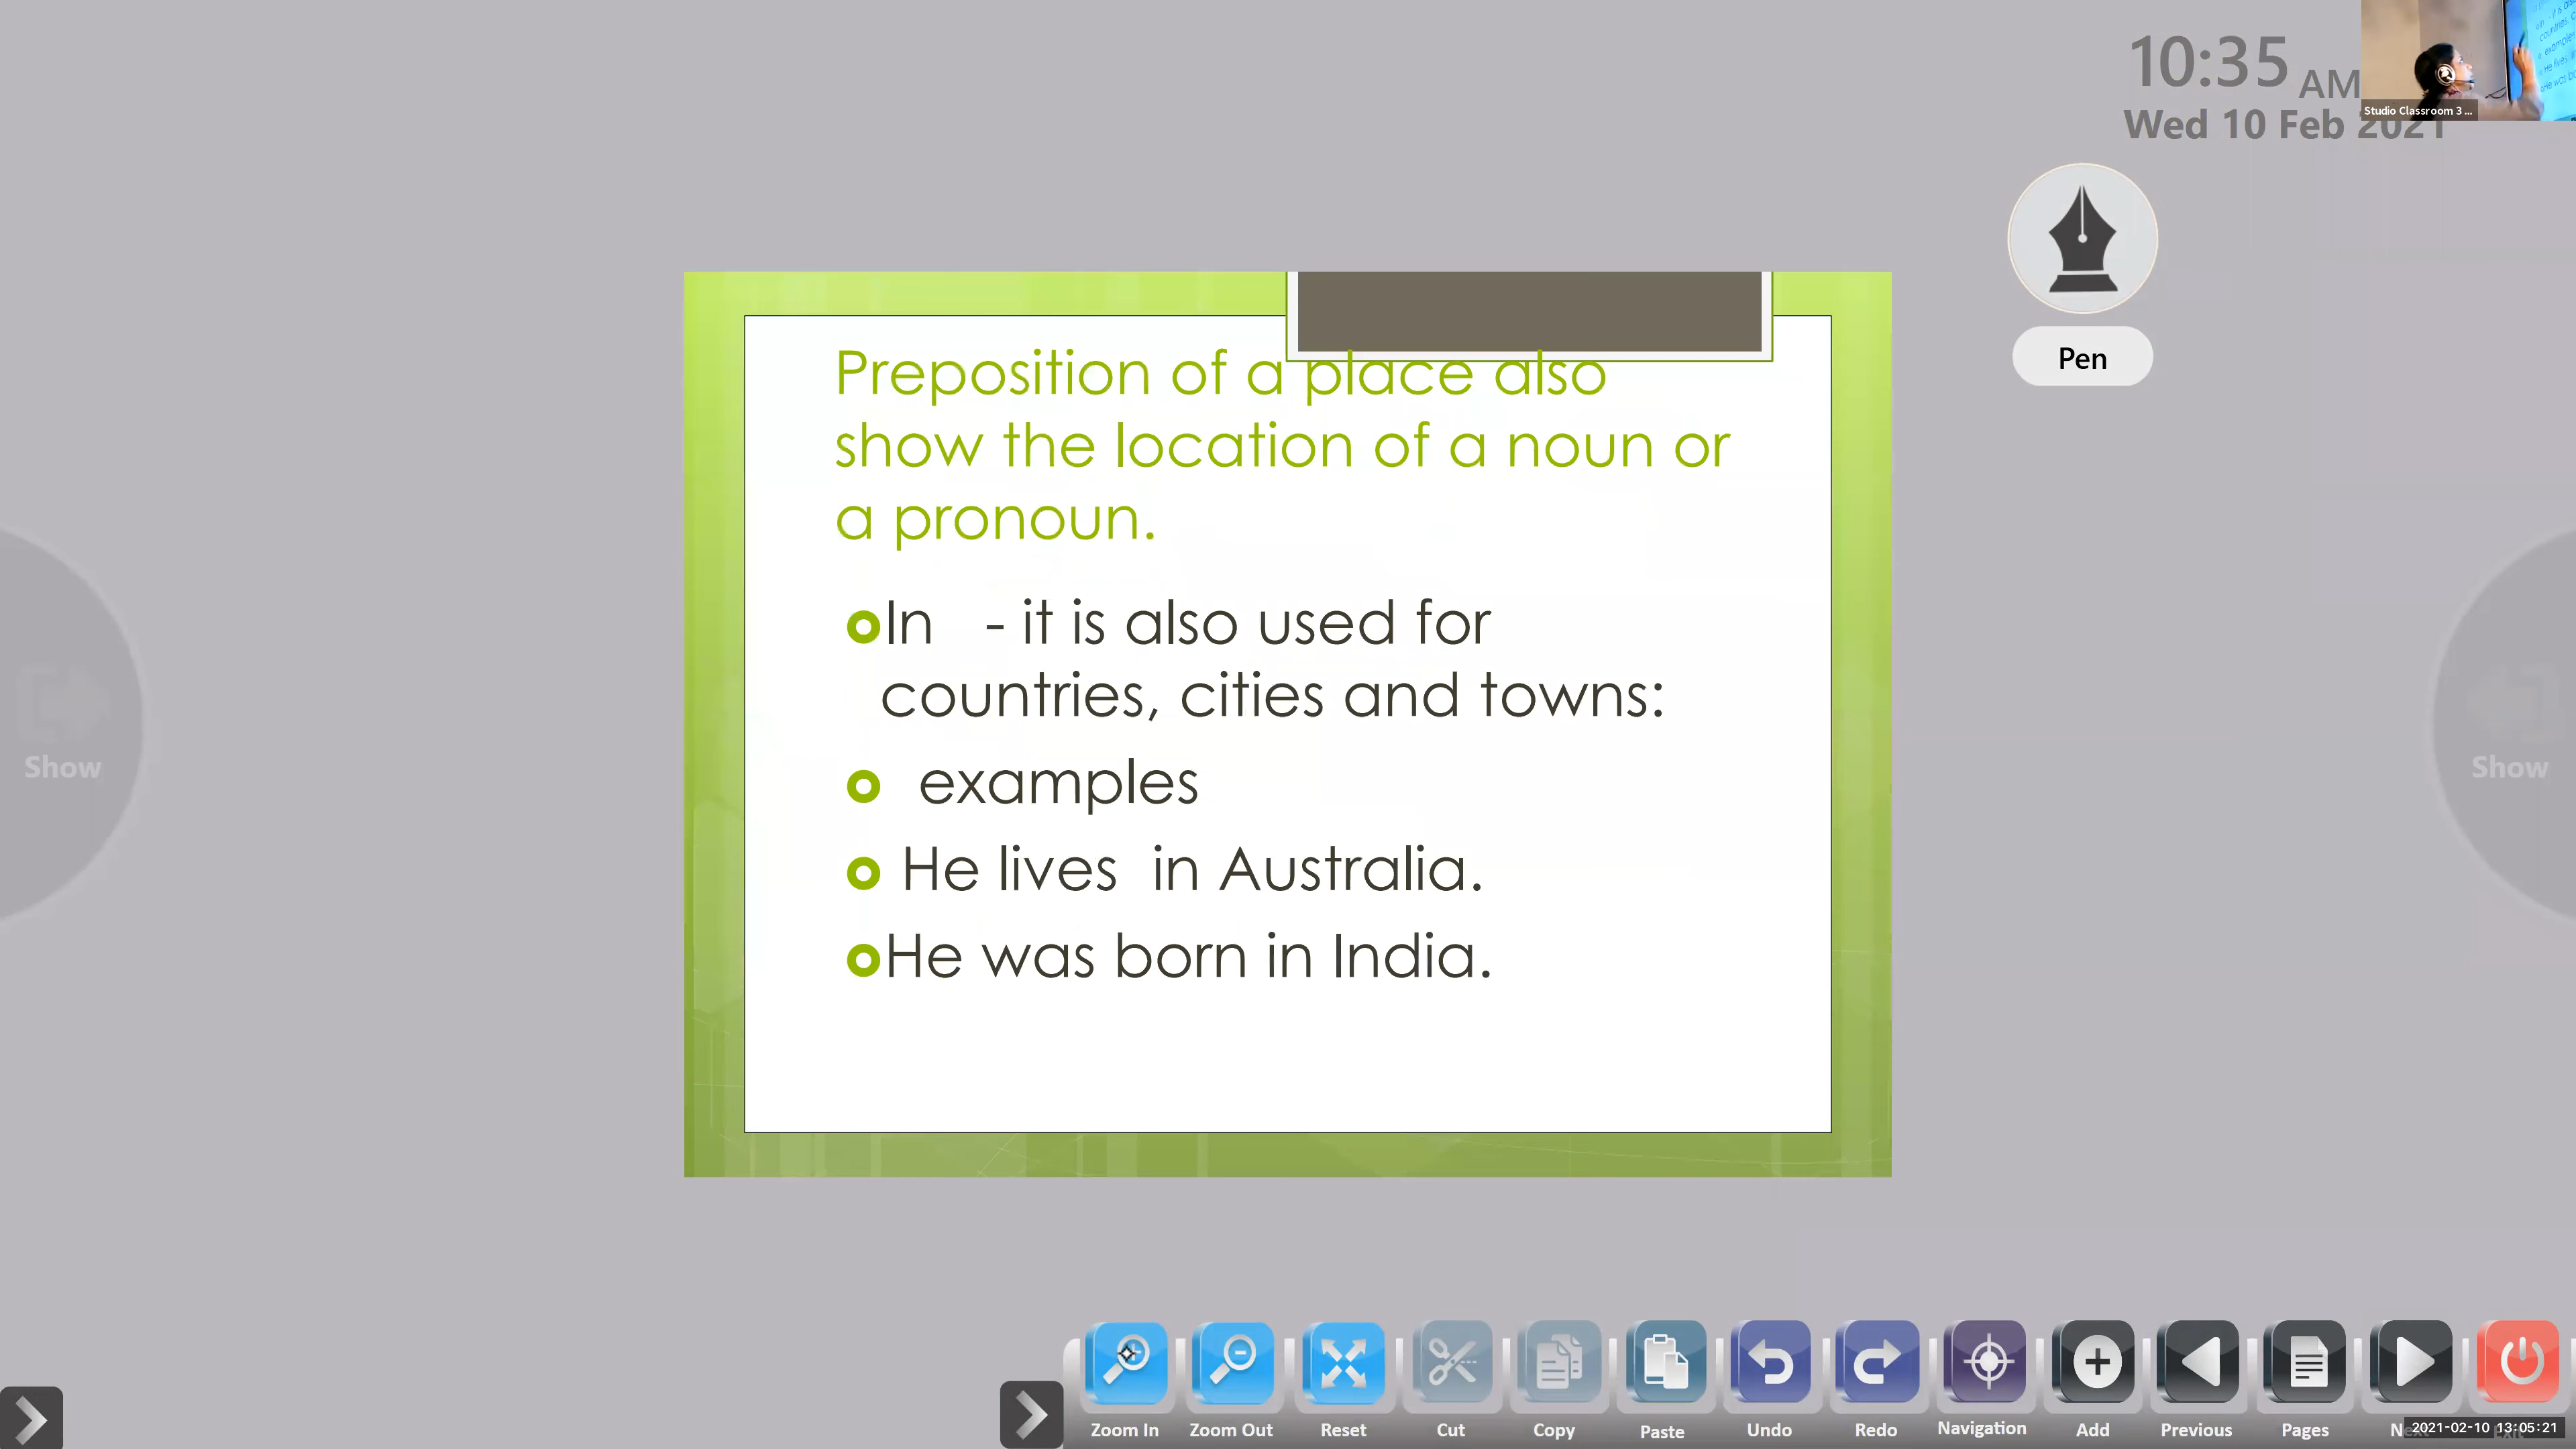 10:35 AM
Wed 10 Feb 2021
Studio Classroom 3 ...
Pen
Preposition of a place also
show the location of a noun or
a pronoun.
In - it is also used for
countries, cities and towns:
examples
He lives in Australia.
He was born in India.
Show
Show
Zoom In Zoom Out Reset Cut Copy Paste Undo Redo Navigation Add Previous Pages
2021-02-10 13:05:21